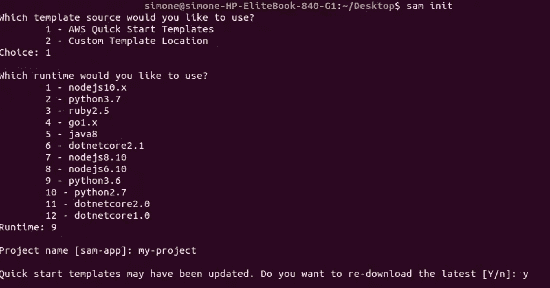 simone@simone-HP-EliteBook-840-G1:~/Desktop$ sam init
Which template source would you like to use?
1 - AWS Quick Start Templates
2 - Custom Template Location
Choice: 1
Which runtime would you like to use?
1 - nodejs10.x
2 - python3.7
3 - ruby2.5
4 - go1.x
5 - java8
6 - dotnetcore2.1
7 - nodejs8.10
8 - nodejs6.10
9 - python3.6
10 - python2.7
11 - dotnetcore2.0
12 - dotnetcore1.0
Runtime: 9
Project name [sam-app]: my-project
Quick start templates may have been updated. Do you want to re-download the latest [Y/n]: y